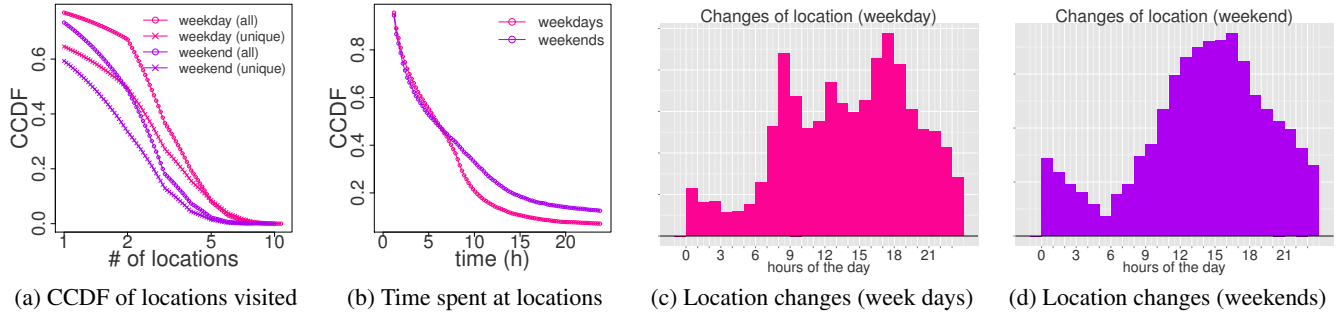 CCDF
0.0 0.2 0.4 0.6
weekday (all)
weekday (unique)
weekend (all)
weekend (unique)
1 2 5 10
# of locations
(a) CCDF of locations visited
CCDF
0.2 0.4 0.6 0.8
weekdays
weekends
0 5 10 15 20
time (h)
(b) Time spent at locations
Changes of location (weekday)
0 3 6 9 12 15 18 21
hours of the day
(c) Location changes (week days)
Changes of location (weekend)
0 3 6 9 12 15 18 21
hours of the day
(d) Location changes (weekends)